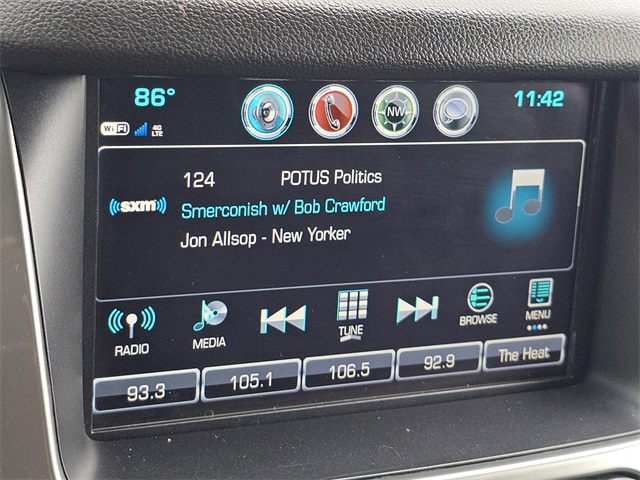 86° NW 11:42
WiFi 4G LTE
124 POTUS Politics
((sxm)) Smerconish w/ Bob Crawford
Jon Allsop - New Yorker
RADIO MEDIA TUNE BROWSE MENU
93.3 105.1 106.5 92.9 The Heat